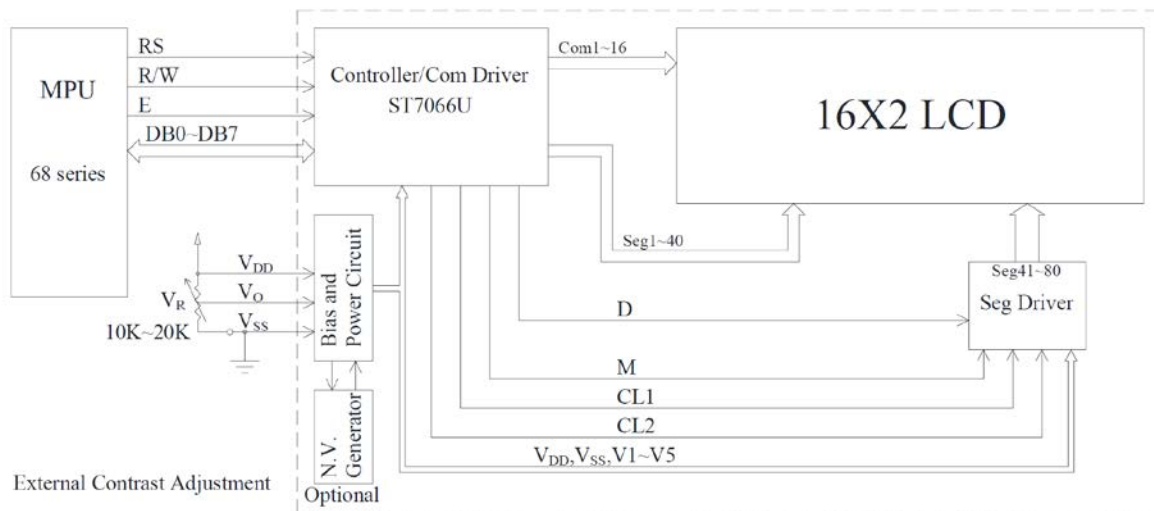 MPU
68 series
RS
R/W
E
DB0~DB7
Controller/Com Driver
ST7066U
Com1~16
16X2 LCD
Seg1~40
Seg41~80
Seg Driver
VDD
VO
VSS
VR
10K~20K
Bias and
Power Circuit
N.V.
Generator
Optional
D
M
CL1
CL2
VDD,VSS,V1~V5
External Contrast Adjustment